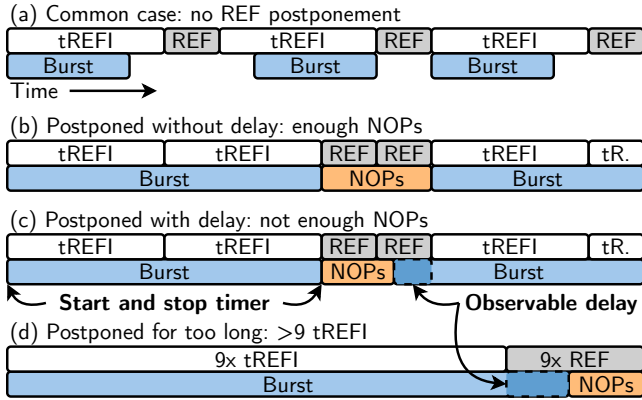 (a) Common case: no REF postponement
tREFI REF tREFI REF tREFI REF
Burst Burst Burst
Time
(b) Postponed without delay: enough NOPs
tREFI tREFI REF REF tREFI tR.
Burst NOPs Burst
(c) Postponed with delay: not enough NOPs
tREFI tREFI REF REF tREFI tR.
Burst NOPs Burst
Start and stop timer Observable delay
(d) Postponed for too long: >9 tREFI
9x tREFI 9x REF
Burst NOPs